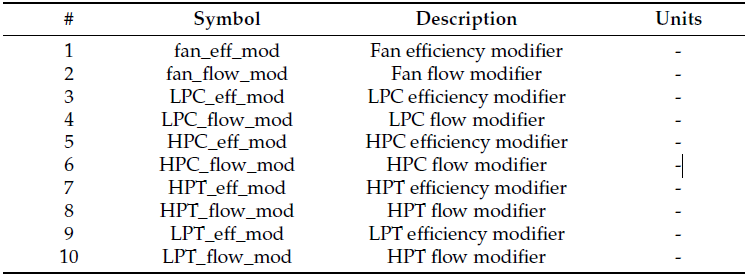 # Symbol Description Units
1 fan_eff_mod Fan efficiency modifier -
2 fan_flow_mod Fan flow modifier -
3 LPC_eff_mod LPC efficiency modifier -
4 LPC_flow_mod LPC flow modifier -
5 HPC_eff_mod HPC efficiency modifier -
6 HPC_flow_mod HPC flow modifier -
7 HPT_eff_mod HPT efficiency modifier -
8 HPT_flow_mod HPT flow modifier -
9 LPT_eff_mod LPT efficiency modifier -
10 LPT_flow_mod HPT flow modifier -